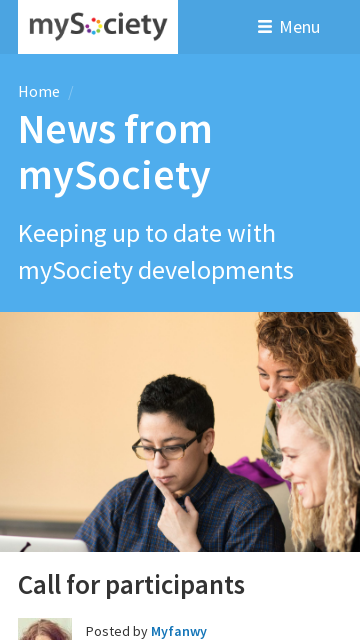 mySociety
Menu
Home /
News from
mySociety
Keeping up to date with
mySociety developments
Call for participants
Posted by Myfanwy